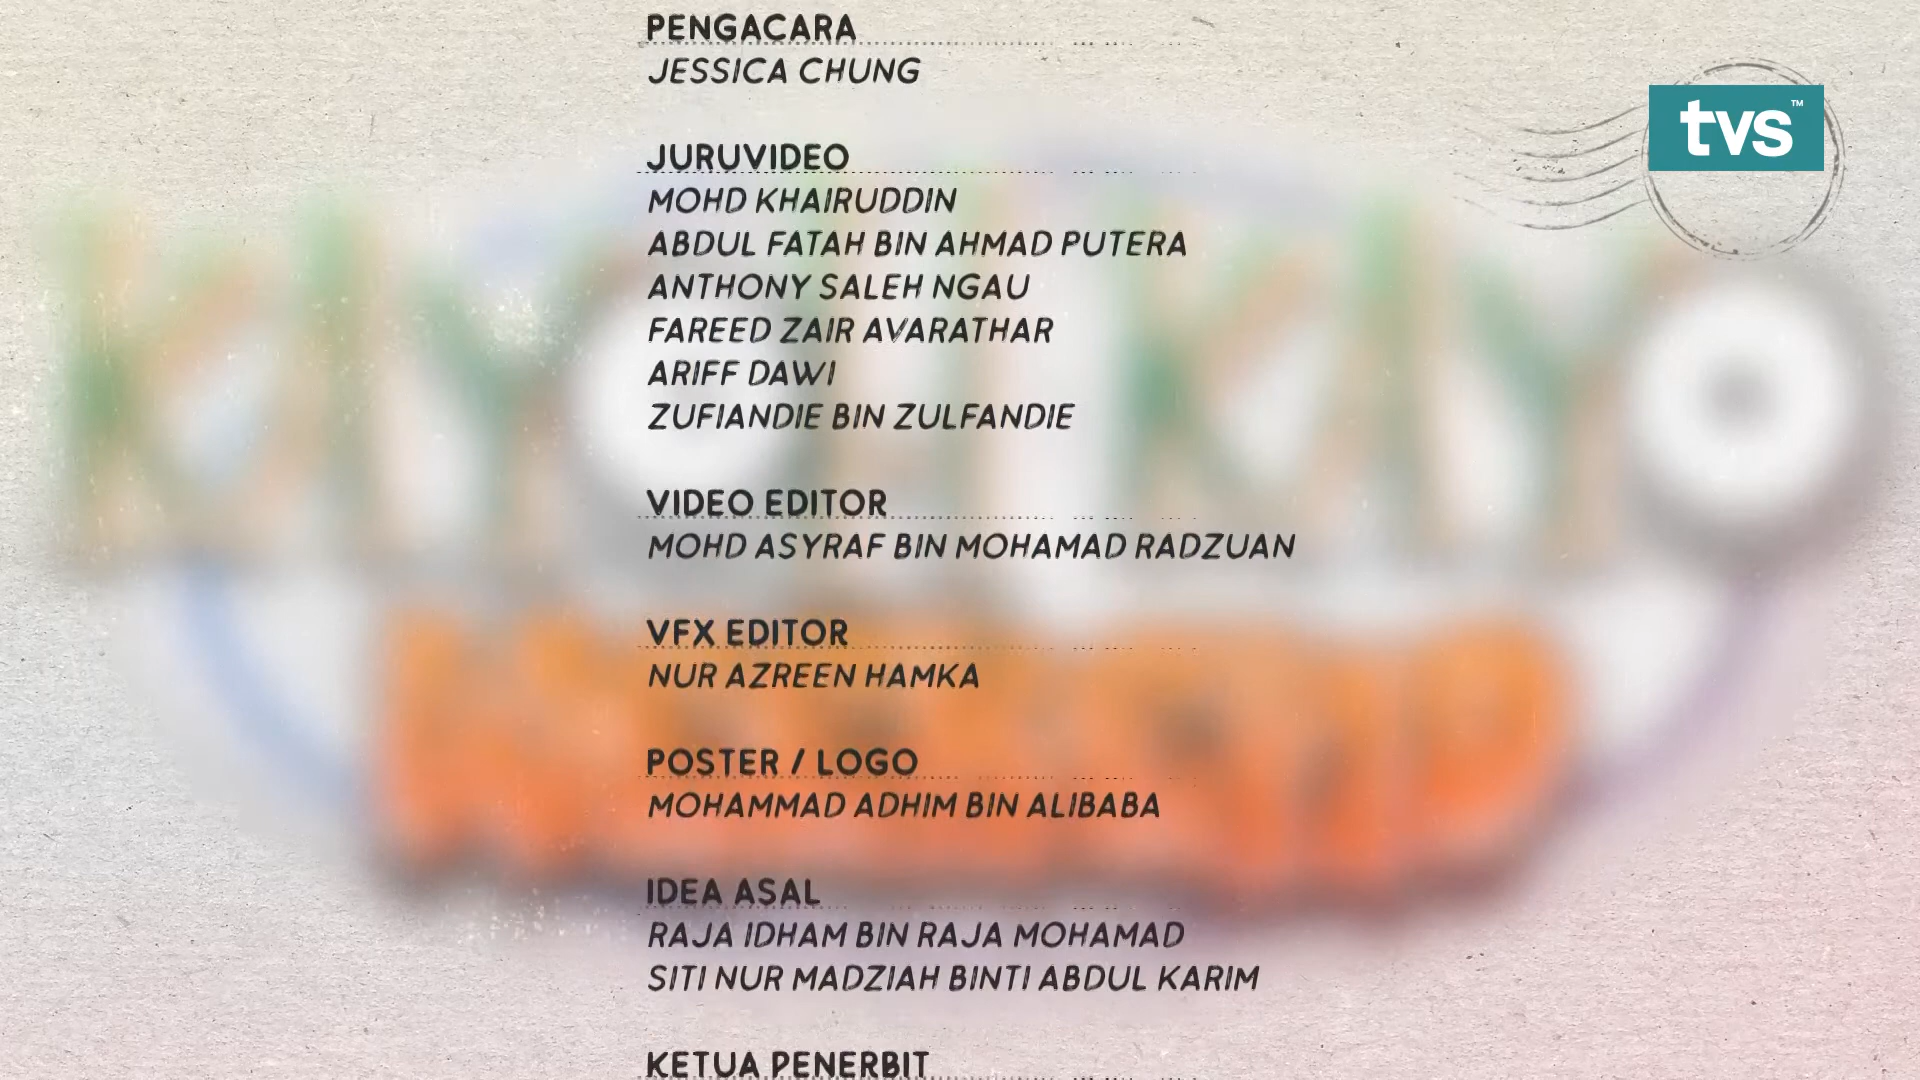 PENGACARA
JESSICA CHUNG
tvs™
JURUVIDEO
MOHD KHAIRUDDIN
ABDUL FATAH BIN AHMAD PUTERA
ANTHONY SALEH NGAU
FAREED ZAIR AVARATHAR
ARIFF DAWI
ZUFIANDIE BIN ZULFANDIE
VIDEO EDITOR
MOHD ASYRAF BIN MOHAMAD RADZUAN
VFX EDITOR
NUR AZREEN HAMKA
POSTER / LOGO
MOHAMMAD ADHIM BIN ALIBABA
IDEA ASAL
RAJA IDHAM BIN RAJA MOHAMAD
SITI NUR MADZIAH BINTI ABDUL KARIM
KETUA PENERBIT